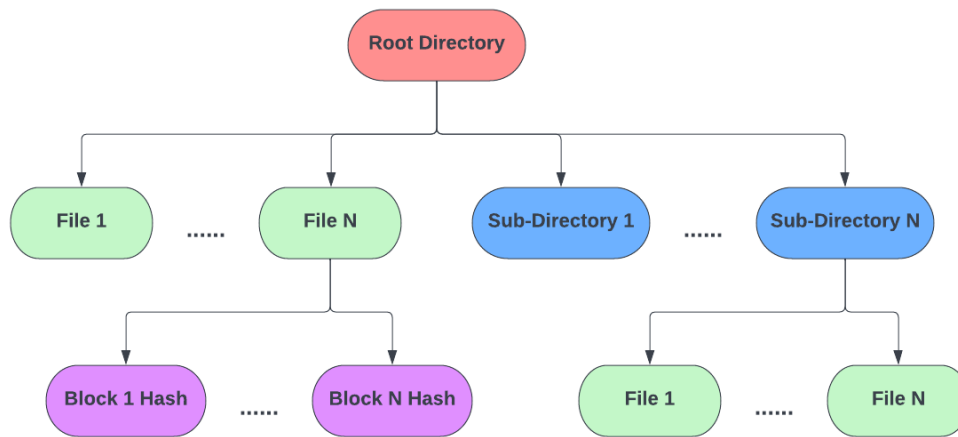 Root Directory
File 1
......
File N
Sub-Directory 1
......
Sub-Directory N
Block 1 Hash
......
Block N Hash
File 1
......
File N